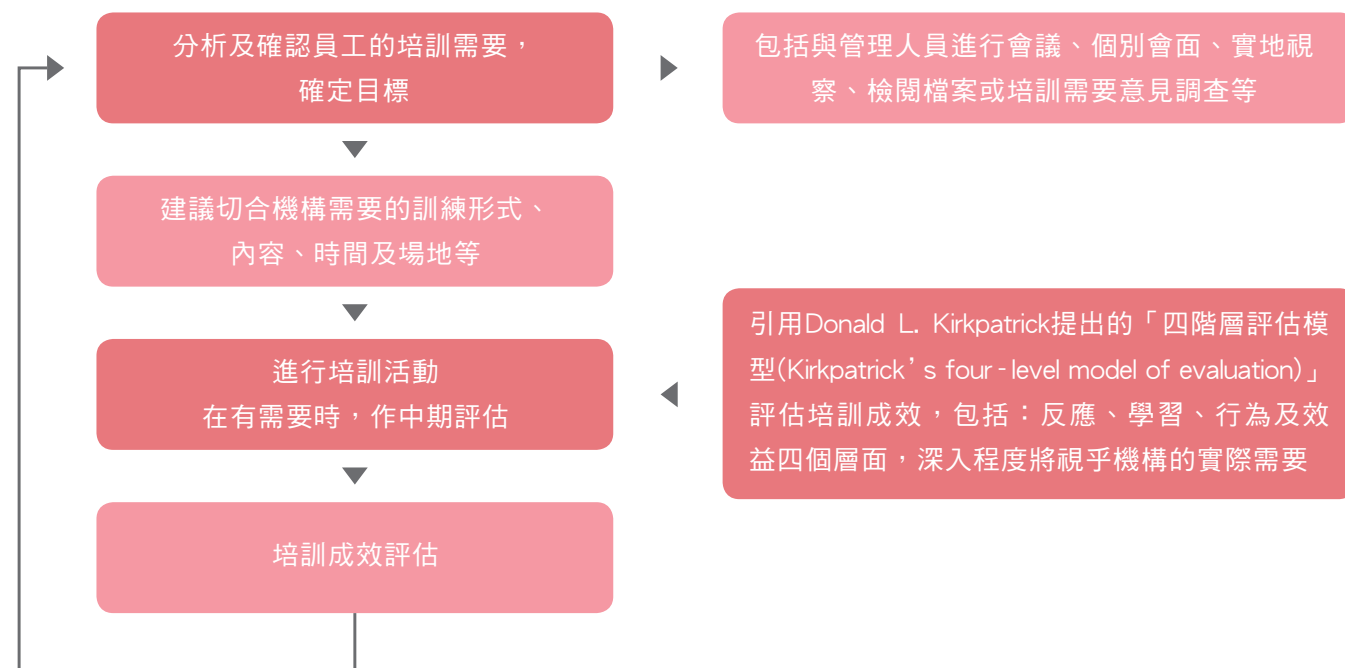 分析及確認員工的培訓需要，
確定目標
包括與管理人員進行會議、個別會面、實地視
察、檢閱檔案或培訓需要意見調查等
建議切合機構需要的訓練形式、
內容、時間及場地等
進行培訓活動
在有需要時，作中期評估
引用Donald L. Kirkpatrick提出的「四階層評估模
型(Kirkpatrick’s four-level model of evaluation)」
評估培訓成效，包括：反應、學習、行為及效
益四個層面，深入程度將視乎機構的實際需要
培訓成效評估